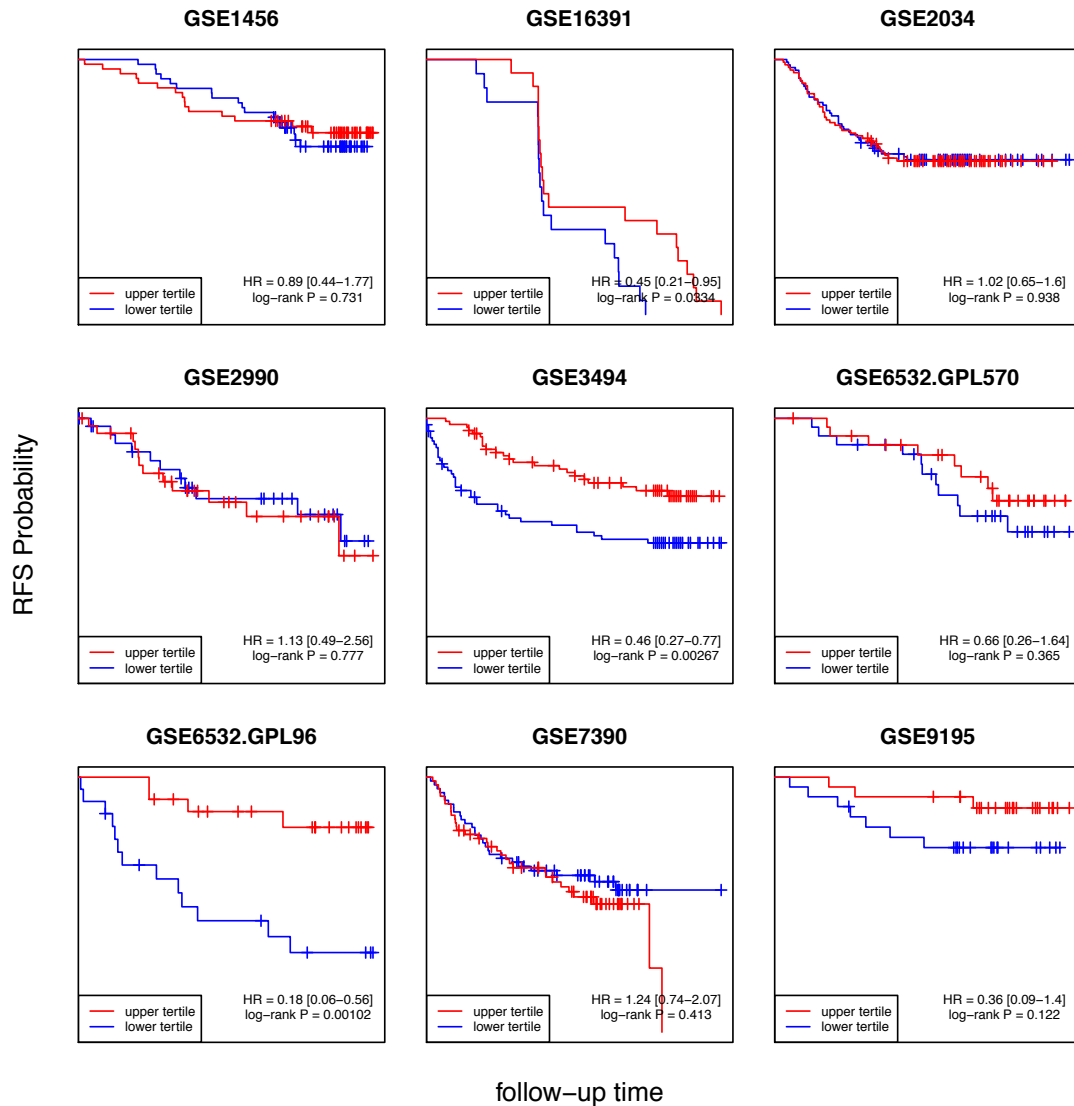 GSE1456
HR = 0.89 [0.44−1.77]
log−rank P = 0.731
upper tertile
lower tertile
GSE16391
HR = 0.45 [0.21−0.95]
log−rank P = 0.0334
upper tertile
lower tertile
GSE2034
HR = 1.02 [0.65−1.6]
log−rank P = 0.938
upper tertile
lower tertile
RFS Probability
GSE2990
HR = 1.13 [0.49−2.56]
log−rank P = 0.777
upper tertile
lower tertile
GSE3494
HR = 0.46 [0.27−0.77]
log−rank P = 0.00267
upper tertile
lower tertile
GSE6532.GPL570
HR = 0.66 [0.26−1.64]
log−rank P = 0.365
upper tertile
lower tertile
GSE6532.GPL96
HR = 0.18 [0.06−0.56]
log−rank P = 0.00102
upper tertile
lower tertile
GSE7390
HR = 1.24 [0.74−2.07]
log−rank P = 0.413
upper tertile
lower tertile
GSE9195
HR = 0.36 [0.09−1.4]
log−rank P = 0.122
upper tertile
lower tertile
follow−up time